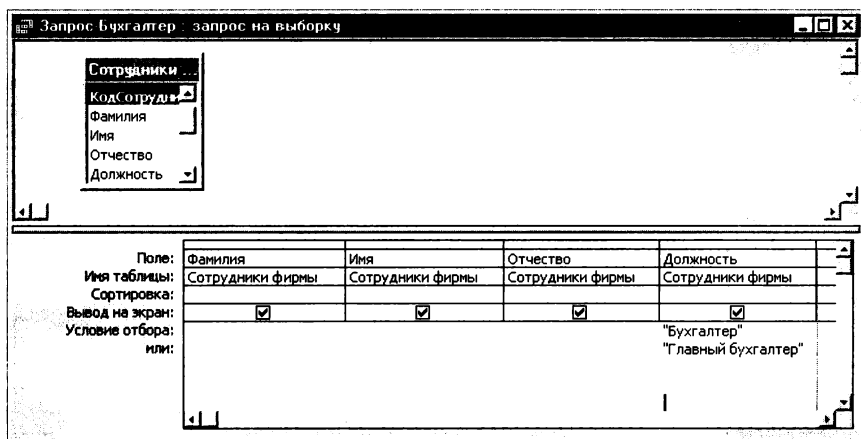 Запрос Бухгалтер : запрос на выборку
Сотрудники ...
КодСотрудни
Фамилия
Имя
Отчество
Должность
Поле: Фамилия Имя Отчество Должность
Имя таблицы: Сотрудники фирмы Сотрудники фирмы Сотрудники фирмы Сотрудники фирмы
Сортировка:
Вывод на экран:
Условие отбора: "Бухгалтер"
или: "Главный бухгалтер"